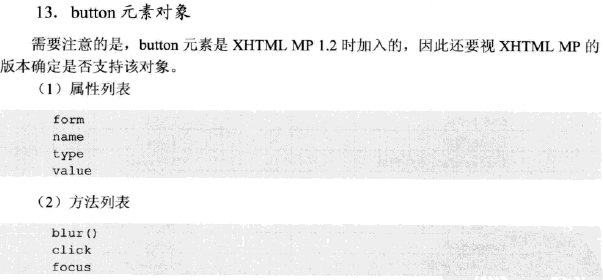 13．button 元素对象
需要注意的是，button 元素是 XHTML MP 1.2 时加入的，因此还要视 XHTML MP 的
版本确定是否支持该对象。
（1）属性列表
form
name
type
value
（2）方法列表
blur()
click
focus